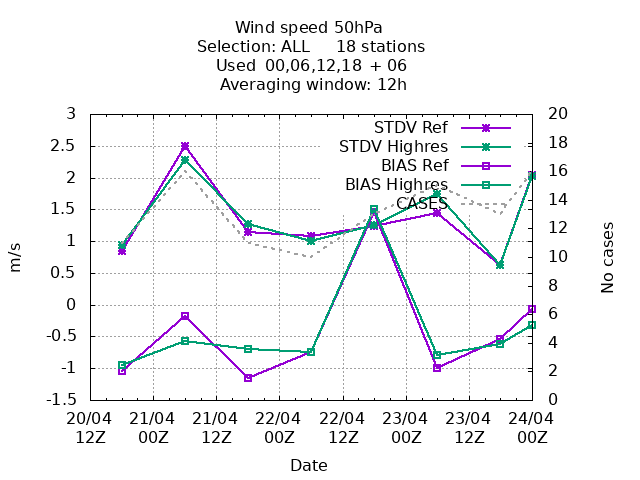 Wind speed 50hPa
Selection: ALL 18 stations
Used 00,06,12,18 + 06
Averaging window: 12h
3
2.5
2
1.5
1
0.5
0
-0.5
-1
-1.5
m/s
20
18
16
14
12
10
8
6
4
2
0
No cases
STDV Ref
STDV Highres
BIAS Ref
BIAS Highres
CASES
20/04 21/04 21/04 22/04 22/04 23/04 23/04 24/04
12Z 00Z 12Z 00Z 12Z 00Z 12Z 00Z
Date